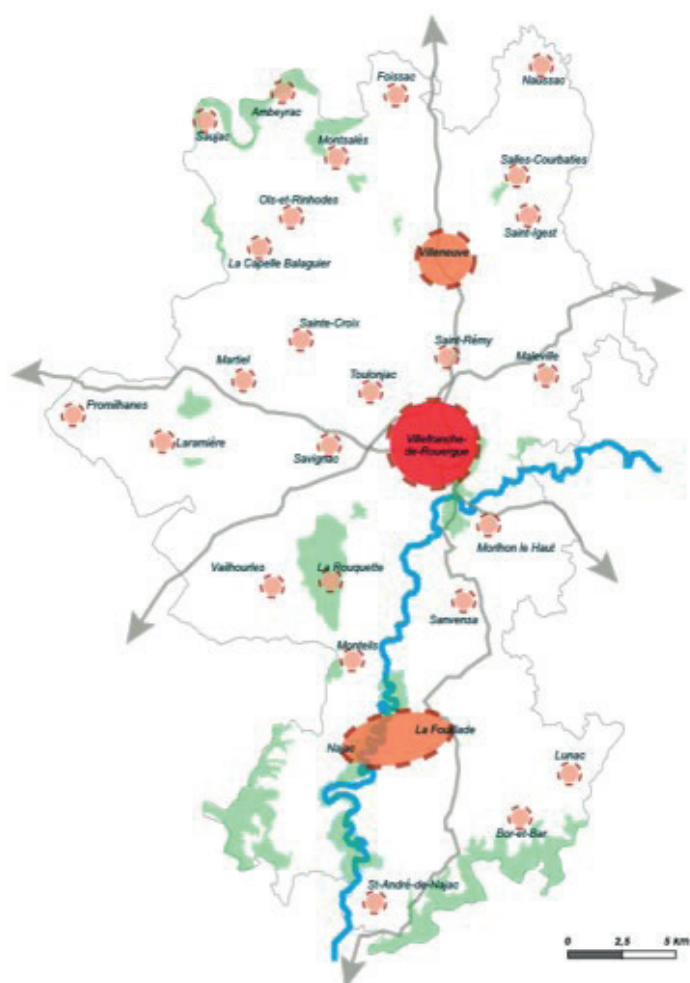 Foissac
Naussac
Ambeyrac
Saujac
Montsalès
Salles-Courbatiès
Ols-et-Rinhodes
Saint-Igest
La Capelle Balaguier
Villeneuve
Sainte-Croix
Saint-Rémy
Martiel
Toulonjac
Maleville
Promilhanes
Laramière
Savignac
Villefranche-
de-Rouergue
Morlhon le Haut
Vailhourles
La Rouquette
Sanvensa
Monteils
La Fouillade
Najac
Lunac
Bor-et-Bar
St-André-de-Najac
0 2,5 5 km